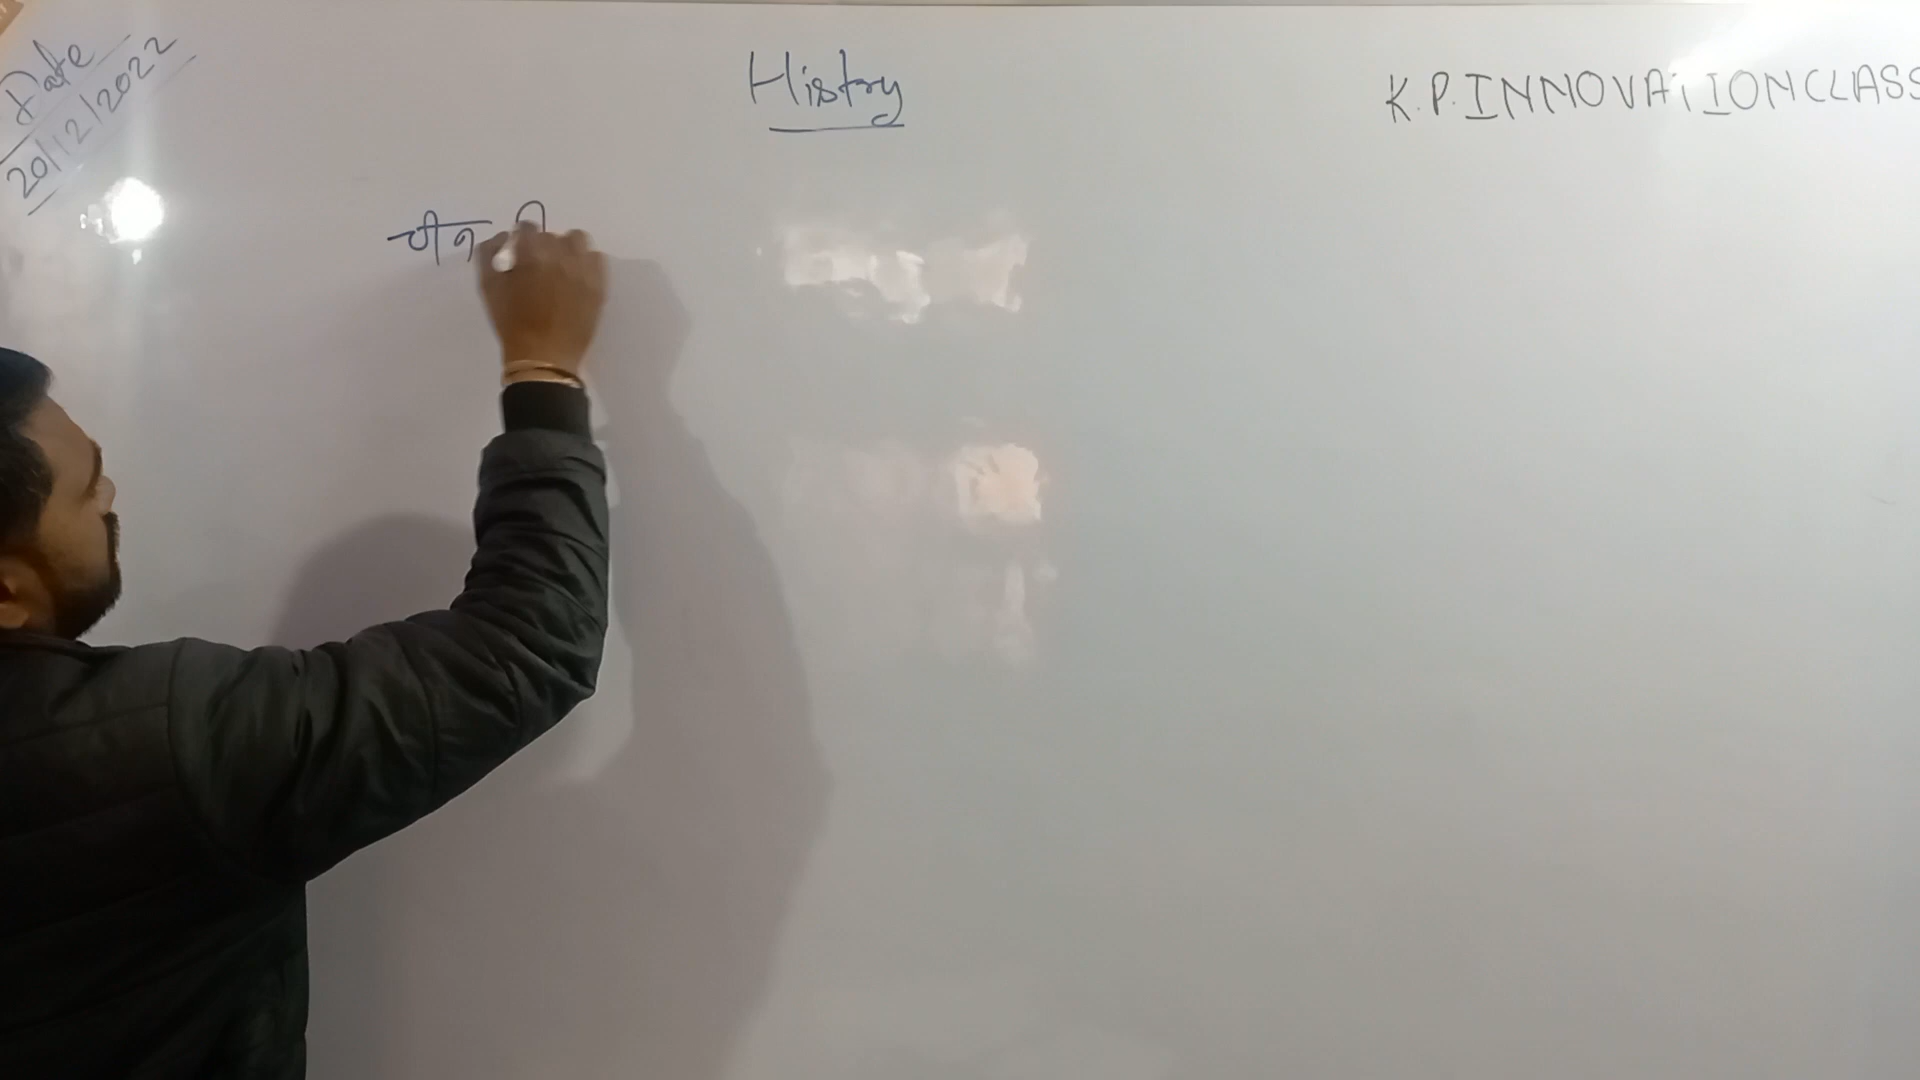 Date
20/12/2022
History
K.P.INNOVATIONCLASS
चीन